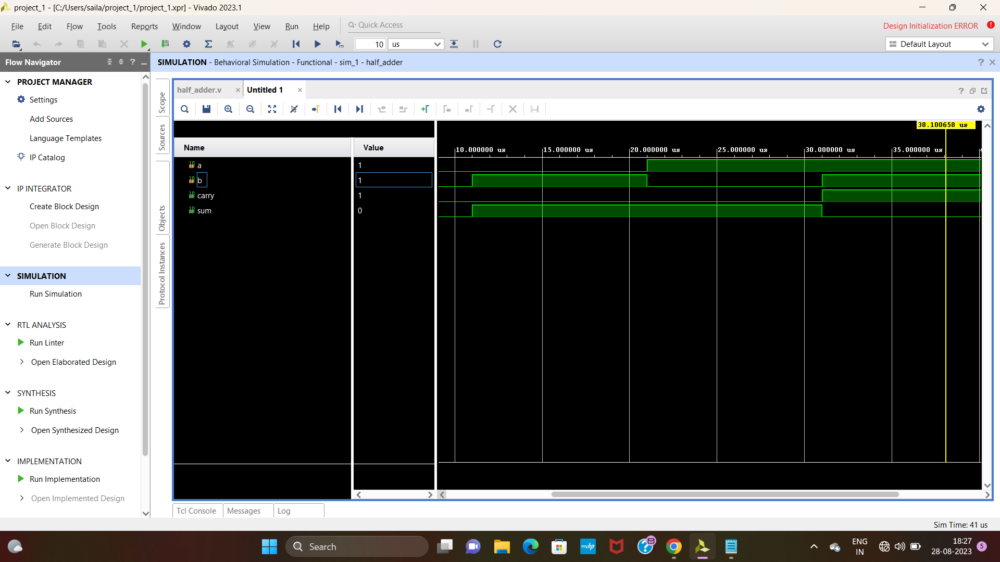 project_1 - [C:/Users/saila/project_1/project_1.xpr] - Vivado 2023.1
File Edit Flow Tools Reports Window Layout View Run Help Quick Access
Design Initialization ERROR
10 us
Default Layout
Flow Navigator
SIMULATION - Behavioral Simulation - Functional - sim_1 - half_adder
PROJECT MANAGER
Settings
Add Sources
Language Templates
IP Catalog
IP INTEGRATOR
Create Block Design
Open Block Design
Generate Block Design
SIMULATION
Run Simulation
RTL ANALYSIS
Run Linter
Open Elaborated Design
SYNTHESIS
Run Synthesis
Open Synthesized Design
IMPLEMENTATION
Run Implementation
Open Implemented Design
Scope
Sources
Objects
Protocol Instances
half_adder.v Untitled 1
38.100658 us
Name Value
10.000000 us 15.000000 us 20.000000 us 25.000000 us 30.000000 us 35.000000 us
a 1
b 1
carry 1
sum 0
Tcl Console Messages Log
Sim Time: 41 us
Search
myhp
ENG
IN
18:27
28-08-2023
5